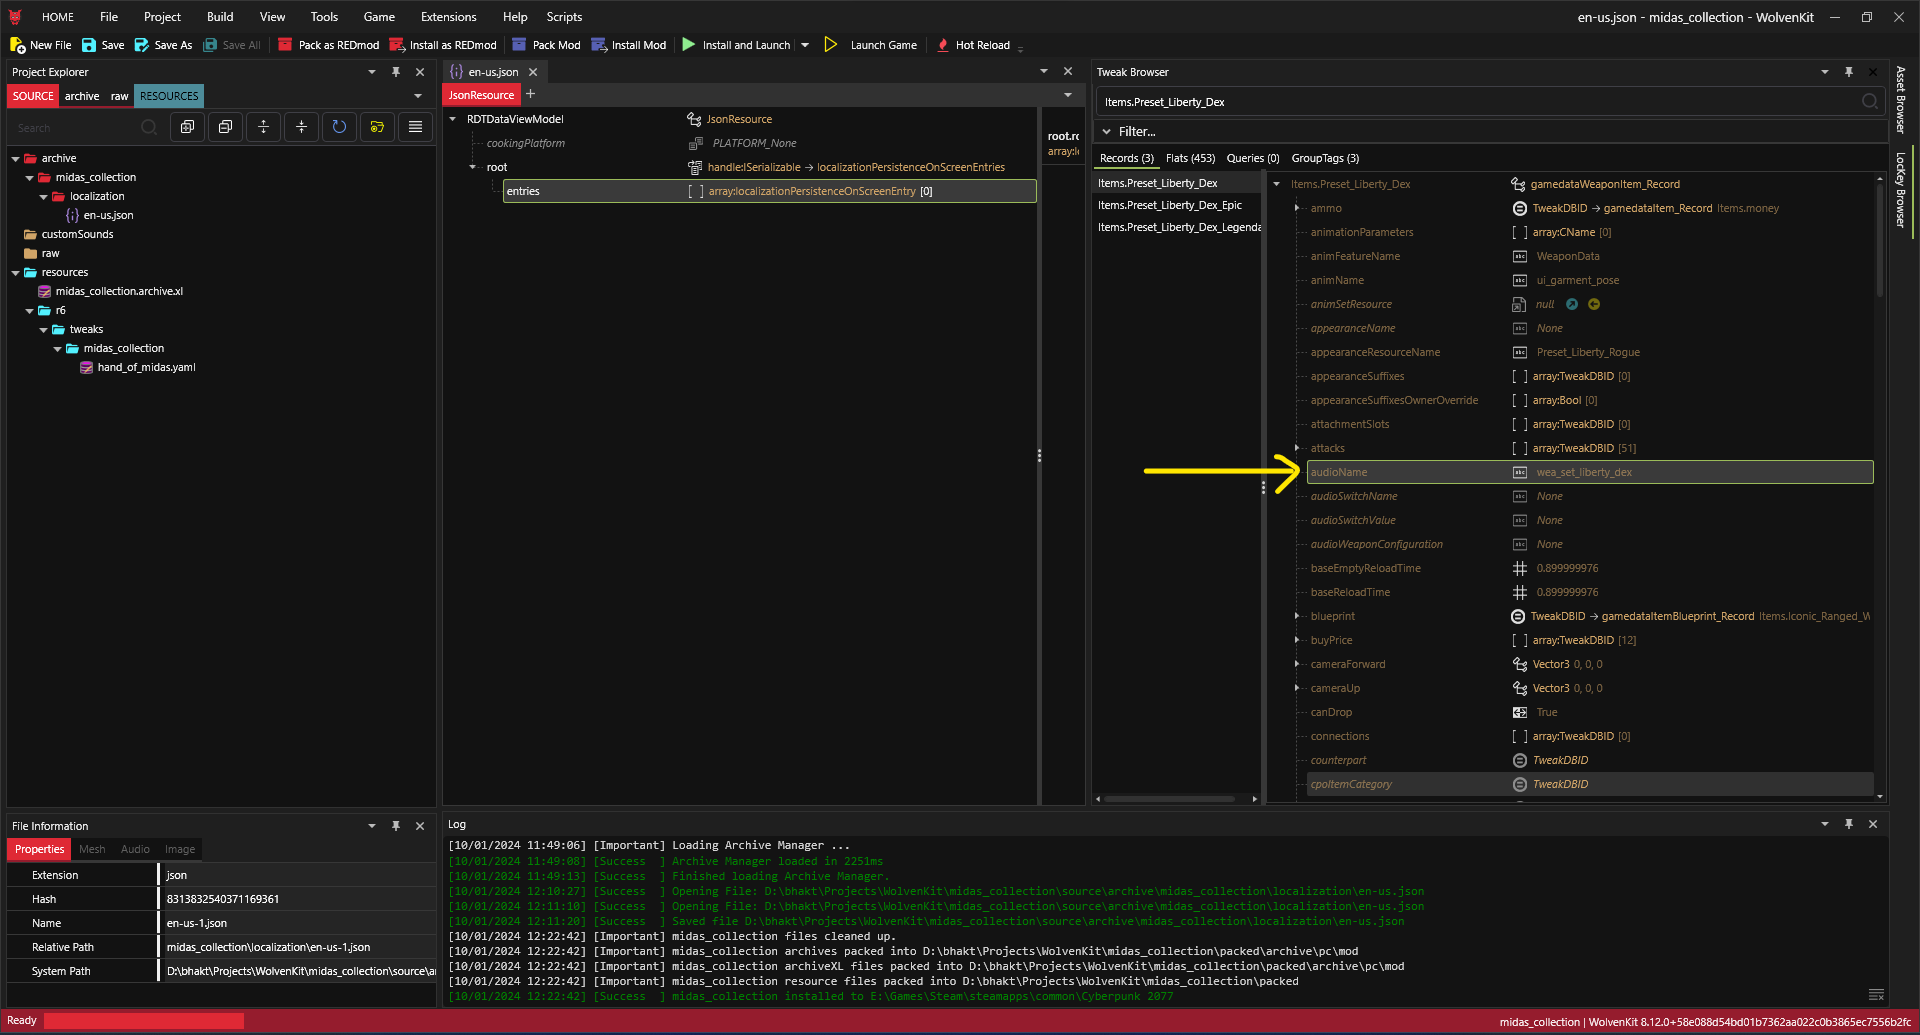 HOME File Project Build View Tools Game Extensions Help Scripts
en-us.json - midas_collection - WolvenKit
New File Save Save As Save All Pack as REDmod Install as REDmod Pack Mod Install Mod Install and Launch Launch Game Hot Reload
Project Explorer
SOURCE archive raw RESOURCES
Search
archive
midas_collection
localization
en-us.json
customSounds
raw
resources
midas_collection.archive.xl
r6
tweaks
midas_collection
hand_of_midas.yaml
en-us.json
JsonResource +
RDTDataViewModel JsonResource
cookingPlatform PLATFORM_None
root handle:ISerializable → localizationPersistenceOnScreenEntries
entries [ ] array:localizationPersistenceOnScreenEntry [0]
root.rc
array:l
Tweak Browser
Items.Preset_Liberty_Dex
Filter...
Records (3) Flats (453) Queries (0) GroupTags (3)
Items.Preset_Liberty_Dex
Items.Preset_Liberty_Dex_Epic
Items.Preset_Liberty_Dex_Legenda
Items.Preset_Liberty_Dex gamedataWeaponItem_Record
ammo TweakDBID → gamedataItem_Record Items.money
animationParameters [ ] array:CName [0]
animFeatureName abc WeaponData
animName abc ui_garment_pose
animSetResource null
appearanceName abc None
appearanceResourceName abc Preset_Liberty_Rogue
appearanceSuffixes [ ] array:TweakDBID [0]
appearanceSuffixesOwnerOverride [ ] array:Bool [0]
attachmentSlots [ ] array:TweakDBID [0]
attacks [ ] array:TweakDBID [51]
audioName abc wea_set_liberty_dex
audioSwitchName abc None
audioSwitchValue abc None
audioWeaponConfiguration abc None
baseEmptyReloadTime 0.899999976
baseReloadTime 0.899999976
blueprint TweakDBID → gamedataItemBlueprint_Record Items.Iconic_Ranged_W
buyPrice [ ] array:TweakDBID [12]
cameraForward Vector3 0, 0, 0
cameraUp Vector3 0, 0, 0
canDrop True
connections [ ] array:TweakDBID [0]
counterpart TweakDBID
cpoItemCategory TweakDBID
Asset Browser
LocKey Browser
File Information
Properties Mesh Audio Image
Extension json
Hash 8313832540371169361
Name en-us-1.json
Relative Path midas_collection\localization\en-us-1.json
System Path D:\bhakt\Projects\WolvenKit\midas_collection\source\ar
Log
[10/01/2024 11:49:06] [Important] Loading Archive Manager ...
[10/01/2024 11:49:08] [Success  ] Archive Manager loaded in 2251ms
[10/01/2024 11:49:13] [Success  ] Finished loading Archive Manager.
[10/01/2024 12:10:27] [Success  ] Opening File: D:\bhakt\Projects\WolvenKit\midas_collection\source\archive\midas_collection\localization\en-us.json
[10/01/2024 12:11:10] [Success  ] Opening File: D:\bhakt\Projects\WolvenKit\midas_collection\source\archive\midas_collection\localization\en-us.json
[10/01/2024 12:11:20] [Success  ] Saved file D:\bhakt\Projects\WolvenKit\midas_collection\source\archive\midas_collection\localization\en-us.json
[10/01/2024 12:22:42] [Important] midas_collection files cleaned up.
[10/01/2024 12:22:42] [Important] midas_collection archives packed into D:\bhakt\Projects\WolvenKit\midas_collection\packed\archive\pc\mod
[10/01/2024 12:22:42] [Important] midas_collection archiveXL files packed into D:\bhakt\Projects\WolvenKit\midas_collection\packed\archive\pc\mod
[10/01/2024 12:22:42] [Important] midas_collection resource files packed into D:\bhakt\Projects\WolvenKit\midas_collection\packed
[10/01/2024 12:22:42] [Success  ] midas_collection installed to E:\Games\Steam\steamapps\common\Cyberpunk 2077
Ready
midas_collection | WolvenKit 8.12.0+58e088d54bd01b7362aa022c0b3865ec7556b2fc